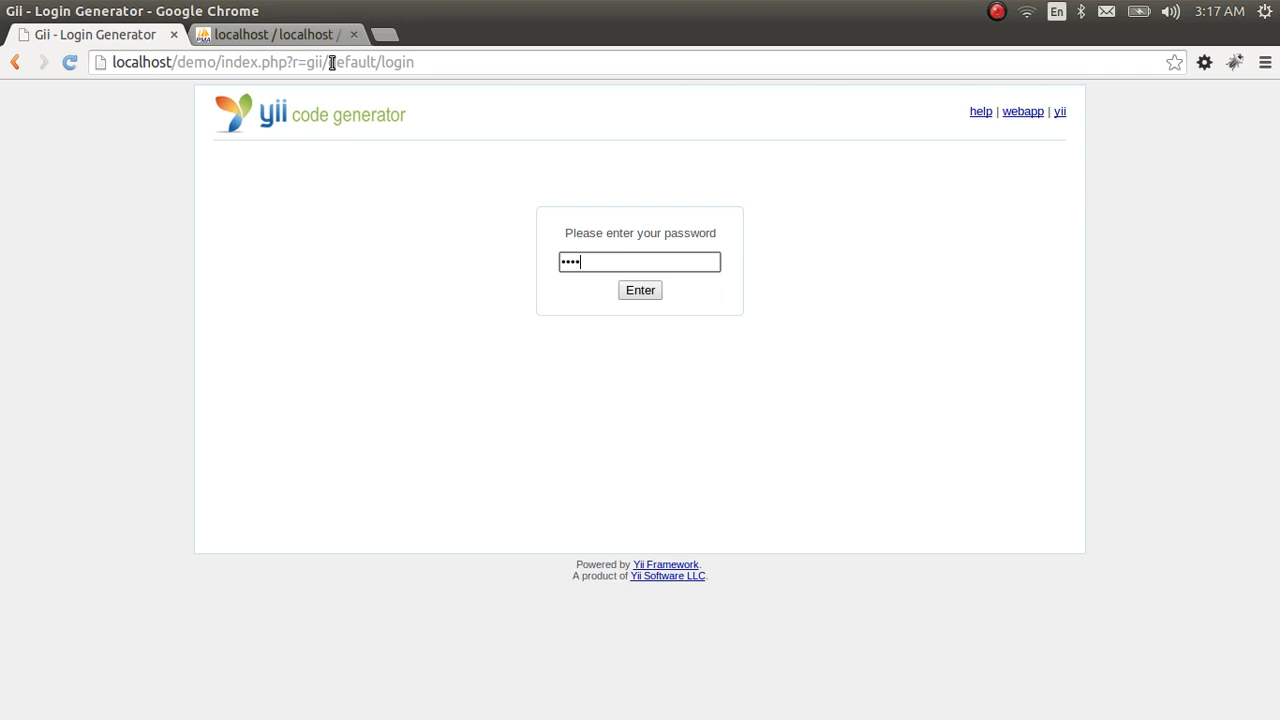 Gii - Login Generator - Google Chrome
En
3:17 AM
Gii - Login Generator
PMA
localhost / localhost /
localhost/demo/index.php?r=gii/default/login
yii code generator
help | webapp | yii
Please enter your password
••••
Enter
Powered by Yii Framework.
A product of Yii Software LLC.